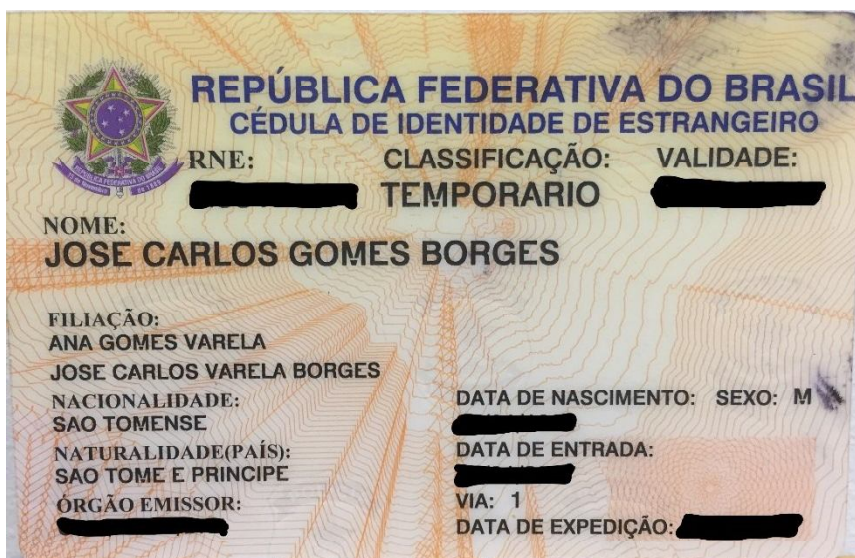 REPÚBLICA FEDERATIVA DO BRASIL
CÉDULA DE IDENTIDADE DE ESTRANGEIRO
RNE: CLASSIFICAÇÃO: VALIDADE:
TEMPORARIO
NOME:
JOSE CARLOS GOMES BORGES
FILIAÇÃO:
ANA GOMES VARELA
JOSE CARLOS VARELA BORGES
NACIONALIDADE: DATA DE NASCIMENTO: SEXO: M
SAO TOMENSE
NATURALIDADE(PAÍS): DATA DE ENTRADA:
SAO TOME E PRINCIPE
ÓRGÃO EMISSOR: VIA: 1
DATA DE EXPEDIÇÃO: